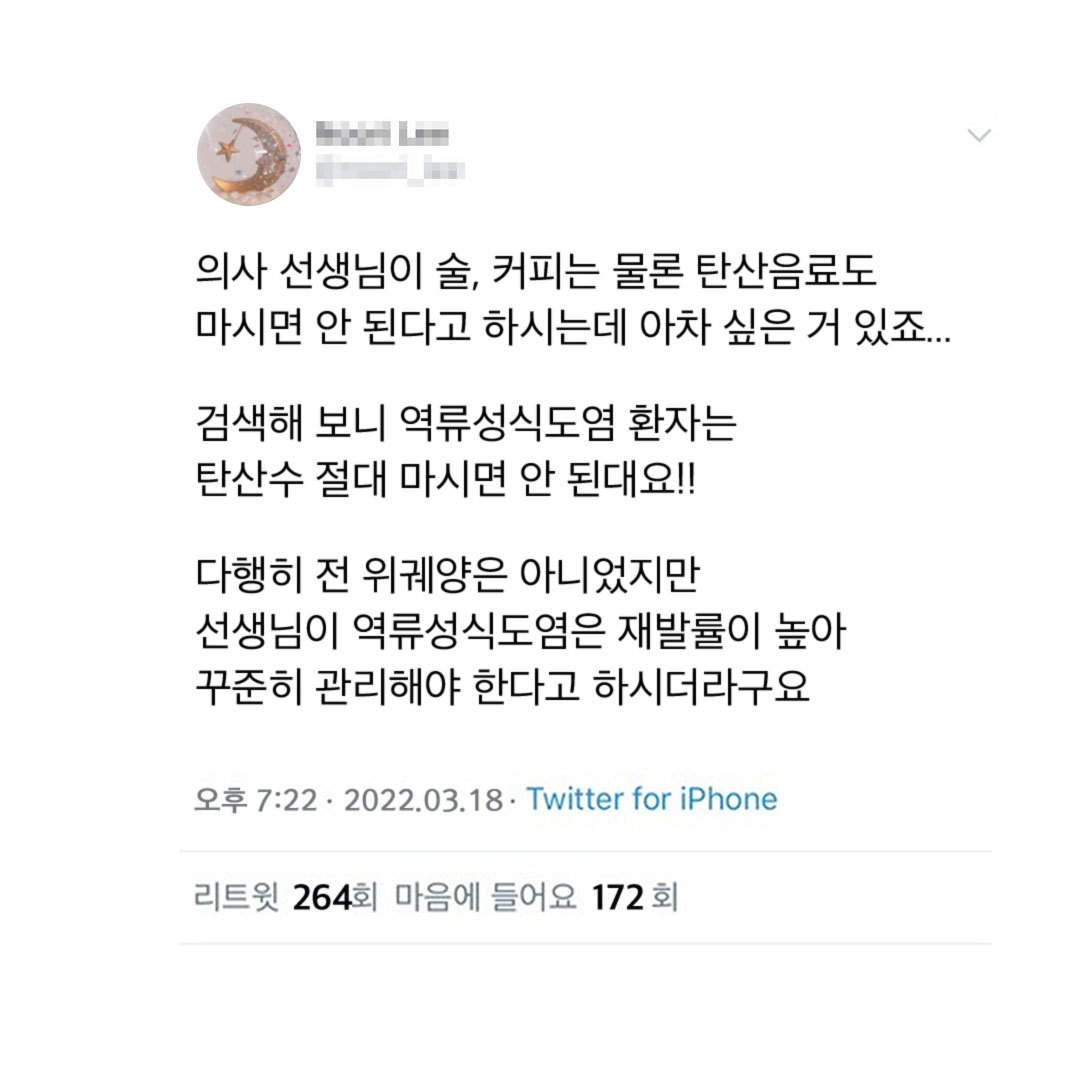 의사 선생님이 술, 커피는 물론 탄산음료도
마시면 안 된다고 하시는데 아차 싶은 거 있죠...
검색해 보니 역류성식도염 환자는
탄산수 절대 마시면 안 된대요!!
다행히 전 위궤양은 아니었지만
선생님이 역류성식도염은 재발률이 높아
꾸준히 관리해야 한다고 하시더라구요
오후 7:22 · 2022.03.18 · Twitter for iPhone
리트윗 264회 마음에 들어요 172 회